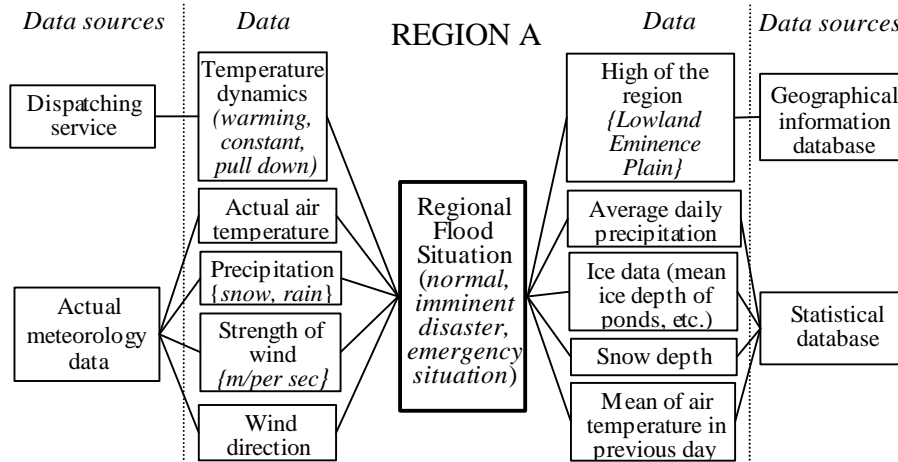 Data sources
Data
REGION A
Data
Data sources
Dispatching
service
Temperature
dynamics
(warming,
constant,
pull down)
High of the
region
{Lowland
Eminence
Plain}
Geographical
information
database
Actual air
temperature
Precipitation
{snow, rain}
Strength of
wind
{m/per sec}
Wind
direction
Actual
meteorology
data
Regional
Flood
Situation
(normal,
imminent
disaster,
emergency
situation)
Average daily
precipitation
Ice data (mean
ice depth of
ponds, etc.)
Snow depth
Mean of air
temperature in
previous day
Statistical
database